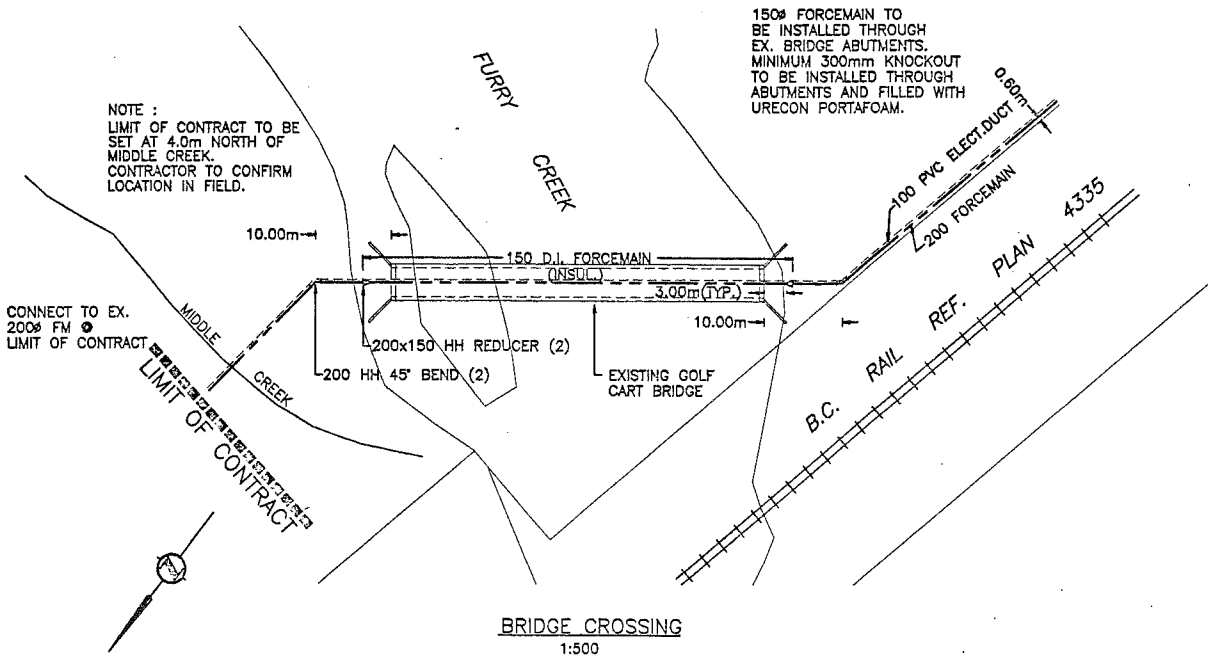 150ø FORCEMAIN TO
BE INSTALLED THROUGH
EX. BRIDGE ABUTMENTS.
MINIMUM 300mm KNOCKOUT
TO BE INSTALLED THROUGH
ABUTMENTS AND FILLED WITH
URECON PORTAFOAM.
FURRY
CREEK
NOTE :
LIMIT OF CONTRACT TO BE
SET AT 4.0m NORTH OF
MIDDLE CREEK.
CONTRACTOR TO CONFIRM
LOCATION IN FIELD.
0.60m
100 PVC ELECT.DUCT
200 FORCEMAIN
10.00m
150 D.I. FORCEMAIN
(INSUL.)
3.00m(TYP.)
10.00m
CONNECT TO EX.
200ø FM @
LIMIT OF CONTRACT
MIDDLE
CREEK
200x150 HH REDUCER (2)
200 HH 45° BEND (2)
EXISTING GOLF
CART BRIDGE
LIMIT OF CONTRACT
B.C. RAIL REF. PLAN 4335
BRIDGE CROSSING
1:500